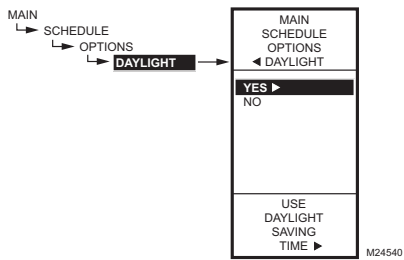 MAIN
SCHEDULE
OPTIONS
DAYLIGHT
MAIN
SCHEDULE
OPTIONS
◄ DAYLIGHT
YES ►
NO
USE
DAYLIGHT
SAVING
TIME ►
M24540